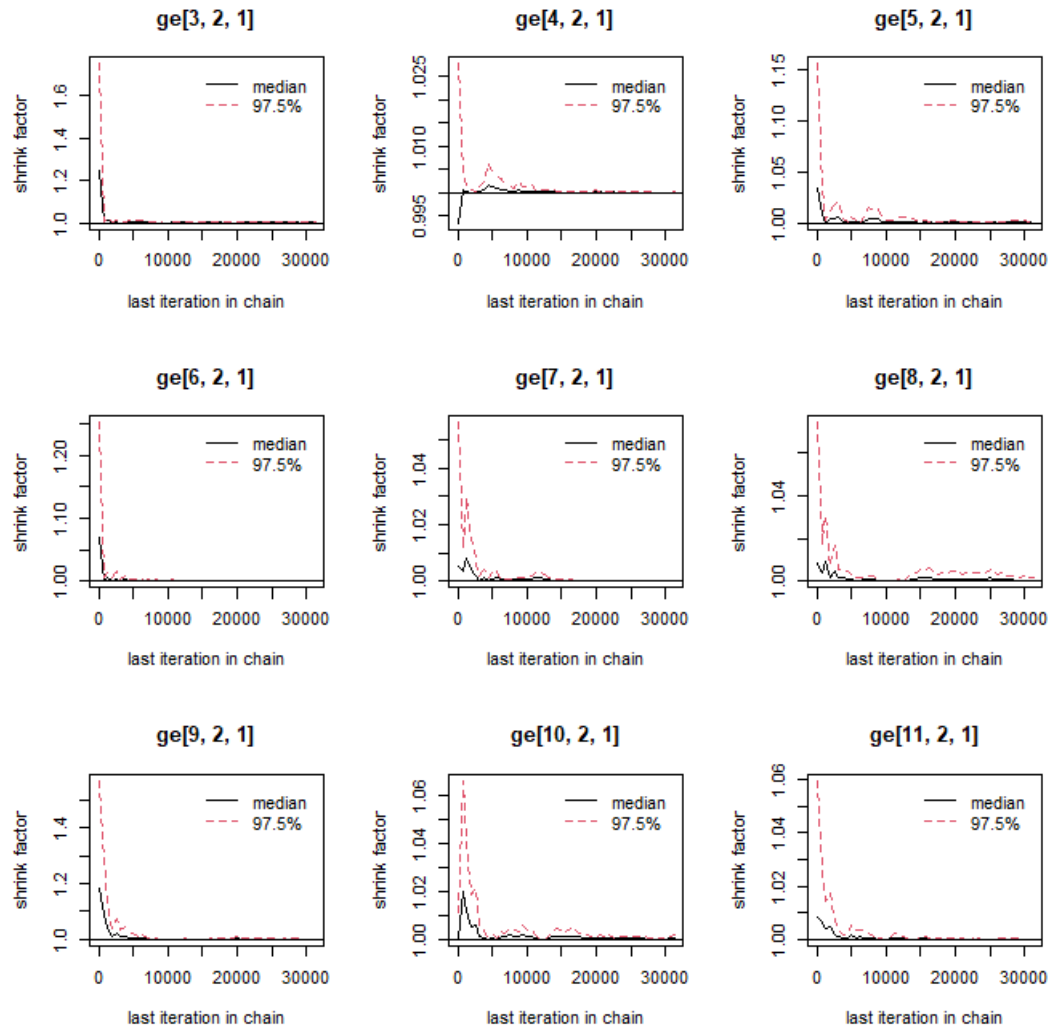 ge[3, 2, 1]
shrink factor
1.0 1.2 1.4 1.6
median
97.5%
0 10000 20000 30000
last iteration in chain
ge[4, 2, 1]
shrink factor
0.995 1.010 1.025
median
97.5%
0 10000 20000 30000
last iteration in chain
ge[5, 2, 1]
shrink factor
1.00 1.05 1.10 1.15
median
97.5%
0 10000 20000 30000
last iteration in chain
ge[6, 2, 1]
shrink factor
1.00 1.10 1.20
median
97.5%
0 10000 20000 30000
last iteration in chain
ge[7, 2, 1]
shrink factor
1.00 1.02 1.04
median
97.5%
0 10000 20000 30000
last iteration in chain
ge[8, 2, 1]
shrink factor
1.00 1.04
median
97.5%
0 10000 20000 30000
last iteration in chain
ge[9, 2, 1]
shrink factor
1.0 1.2 1.4
median
97.5%
0 10000 20000 30000
last iteration in chain
ge[10, 2, 1]
shrink factor
1.00 1.02 1.04 1.06
median
97.5%
0 10000 20000 30000
last iteration in chain
ge[11, 2, 1]
shrink factor
1.00 1.02 1.04 1.06
median
97.5%
0 10000 20000 30000
last iteration in chain